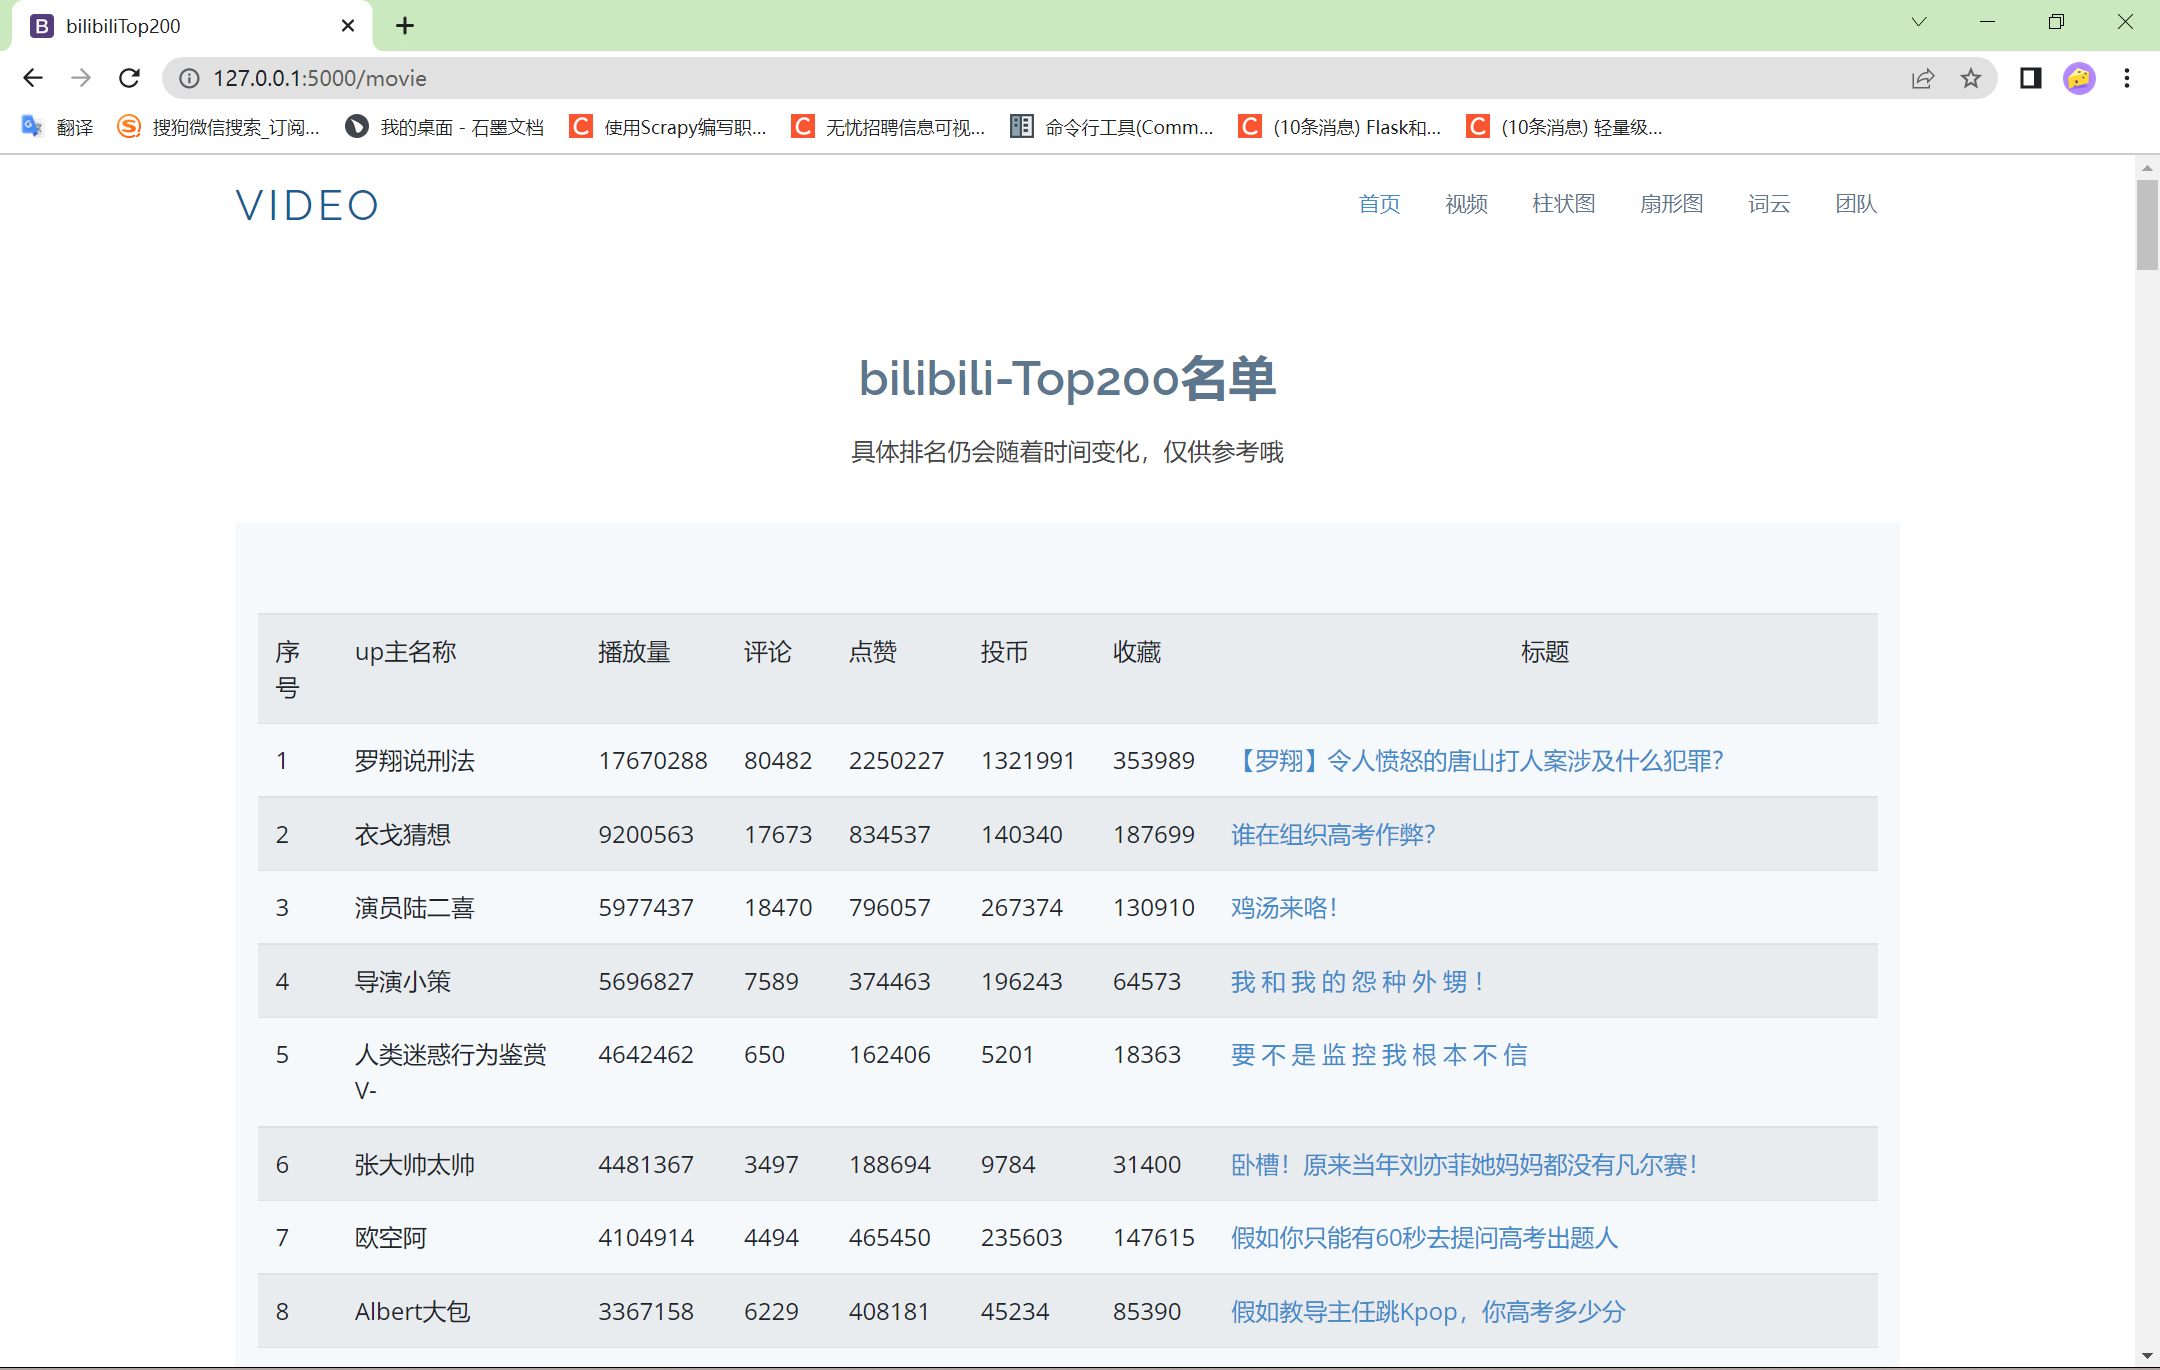 bilibiliTop200
127.0.0.1:5000/movie
翻译 搜狗微信搜索_订阅... 我的桌面 - 石墨文档 使用Scrapy编写职... 无忧招聘信息可视... 命令行工具(Comm... (10条消息) Flask和... (10条消息) 轻量级...
VIDEO 首页 视频 柱状图 扇形图 词云 团队
bilibili-Top200名单
具体排名仍会随着时间变化，仅供参考哦
序号 up主名称 播放量 评论 点赞 投币 收藏 标题
1 罗翔说刑法 17670288 80482 2250227 1321991 353989 【罗翔】令人愤怒的唐山打人案涉及什么犯罪？
2 衣戈猜想 9200563 17673 834537 140340 187699 谁在组织高考作弊？
3 演员陆二喜 5977437 18470 796057 267374 130910 鸡汤来咯！
4 导演小策 5696827 7589 374463 196243 64573 我 和 我 的 怨 种 外 甥 ！
5 人类迷惑行为鉴赏V- 4642462 650 162406 5201 18363 要 不 是 监 控 我 根 本 不 信
6 张大帅太帅 4481367 3497 188694 9784 31400 卧槽！原来当年刘亦菲她妈妈都没有凡尔赛！
7 欧空阿 4104914 4494 465450 235603 147615 假如你只能有60秒去提问高考出题人
8 Albert大包 3367158 6229 408181 45234 85390 假如教导主任跳Kpop，你高考多少分